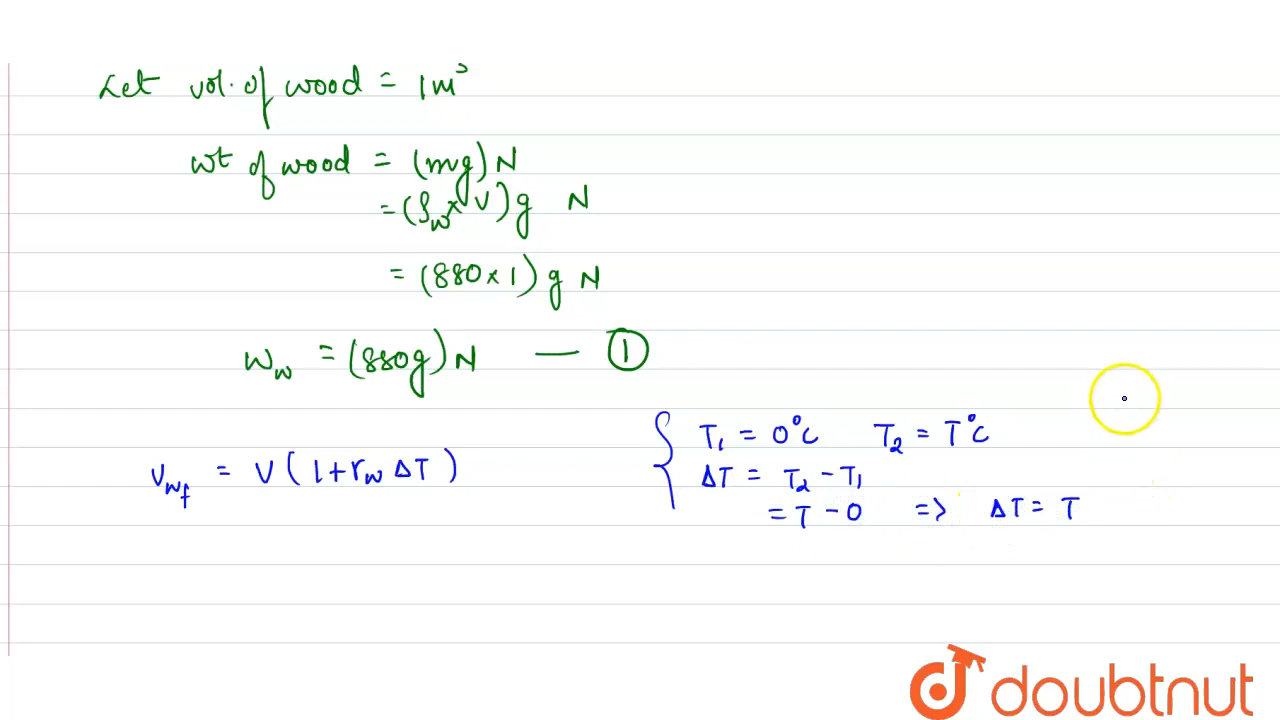 Let vol. of wood = 1m³
wt of wood = (mg) N
= (ρw × V) g N
= (880 × 1) g N
Ww = (880g) N — ①
Vwf = V ( 1 + rw ΔT )
T₁ = 0°C T₂ = T°C
ΔT = T₂ - T₁
= T - 0 => ΔT = T
doubtnut